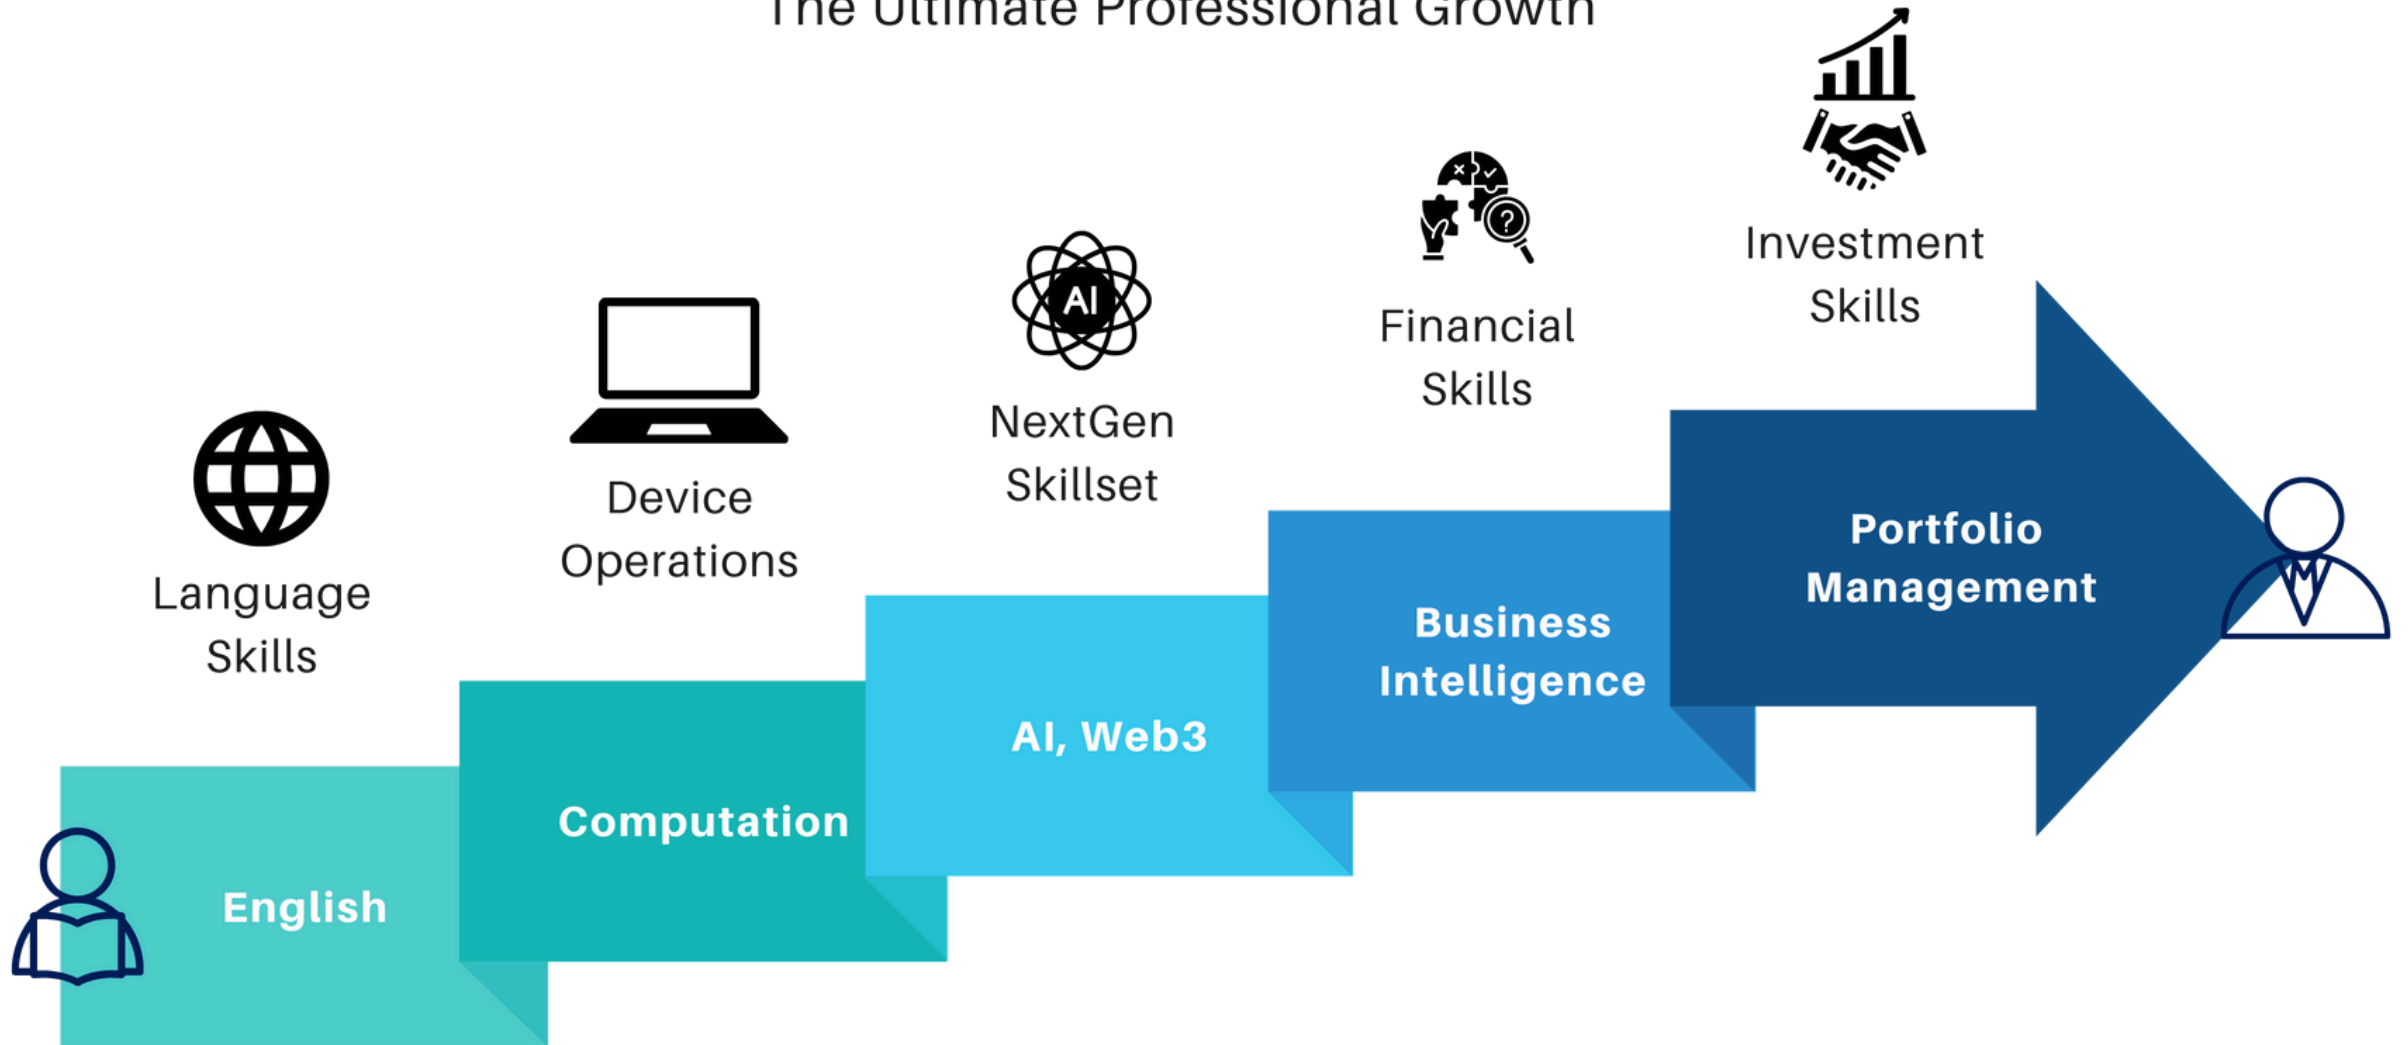 The Ultimate Professional Growth
Investment
Skills
Financial
Skills
AI
NextGen
Skillset
Device
Operations
Language
Skills
Portfolio
Management
Business
Intelligence
AI, Web3
Computation
English